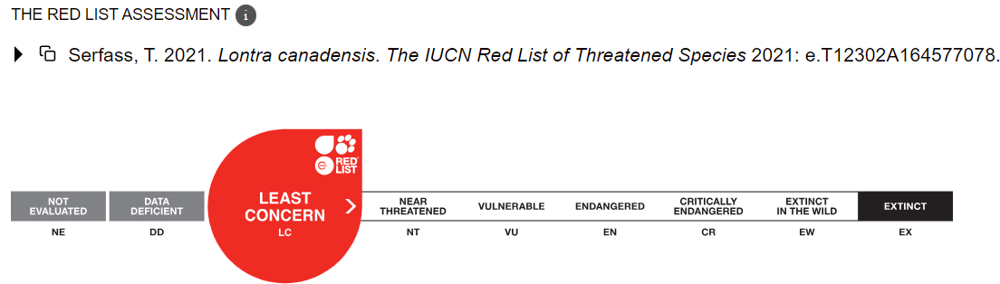 THE RED LIST ASSESSMENT i
Serfass, T. 2021. Lontra canadensis. The IUCN Red List of Threatened Species 2021: e.T12302A164577078.
RED
LIST
NOT
EVALUATED
DATA
DEFICIENT
LEAST
CONCERN
NEAR
THREATENED
VULNERABLE
ENDANGERED
CRITICALLY
ENDANGERED
EXTINCT
IN THE WILD
EXTINCT
NE
DD
LC
NT
VU
EN
CR
EW
EX